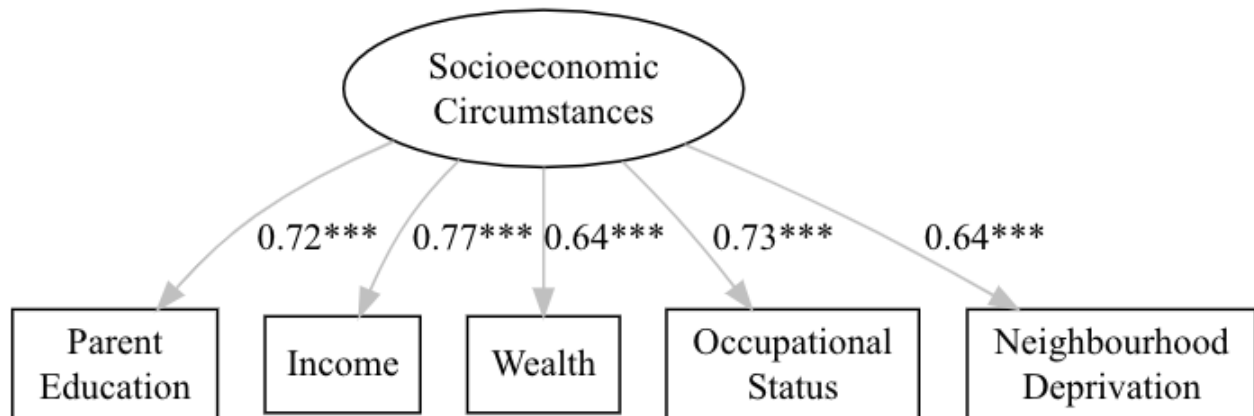 Socioeconomic
Circumstances
0.72***
0.77***
0.64***
0.73***
0.64***
Parent
Education
Income
Wealth
Occupational
Status
Neighbourhood
Deprivation